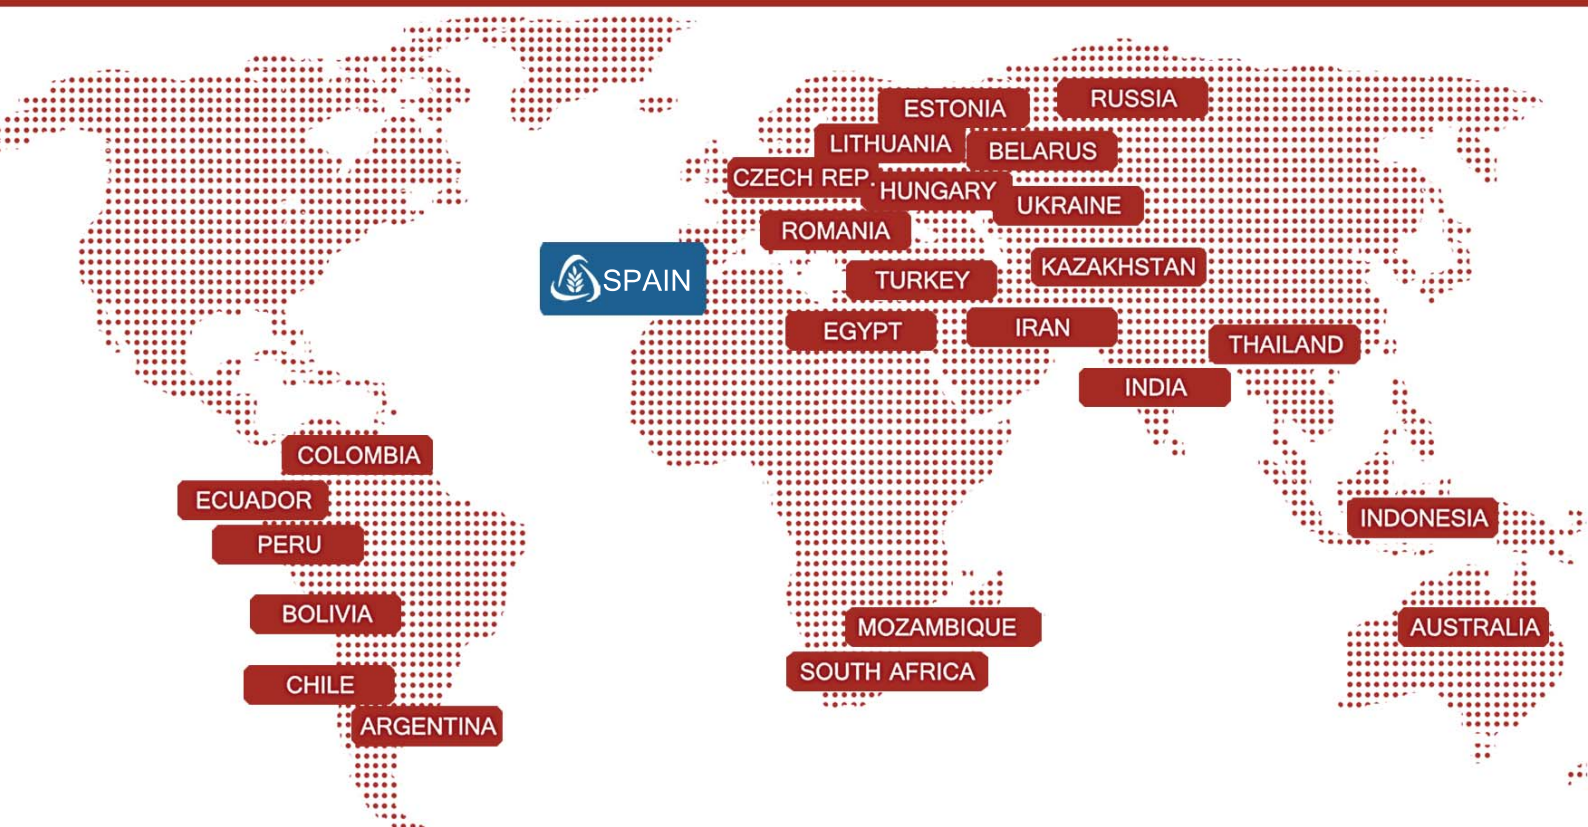 RUSSIA
ESTONIA
LITHUANIA
BELARUS
CZECH REP.
HUNGARY
UKRAINE
ROMANIA
KAZAKHSTAN
SPAIN
TURKEY
EGYPT
IRAN
THAILAND
INDIA
COLOMBIA
ECUADOR
INDONESIA
PERU
BOLIVIA
MOZAMBIQUE
AUSTRALIA
SOUTH AFRICA
CHILE
ARGENTINA